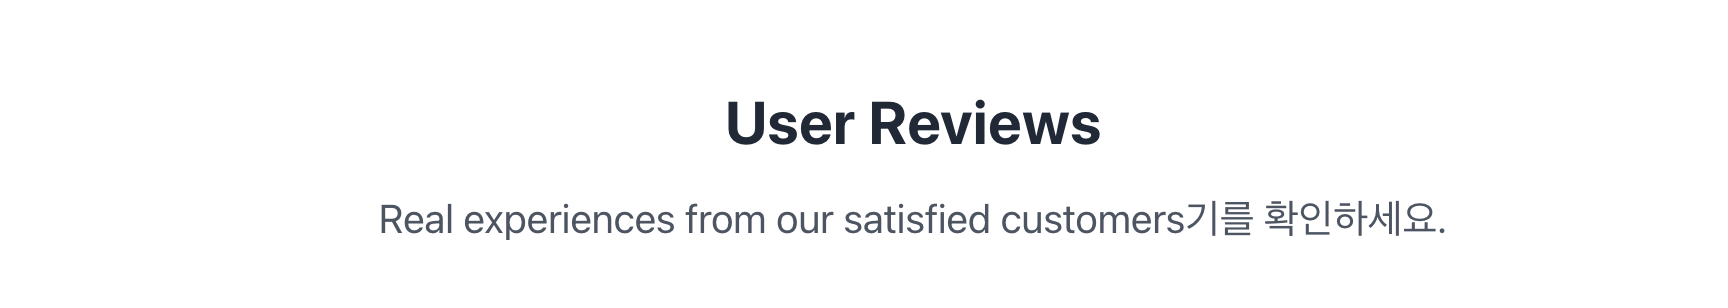 User Reviews
Real experiences from our satisfied customers기를 확인하세요.